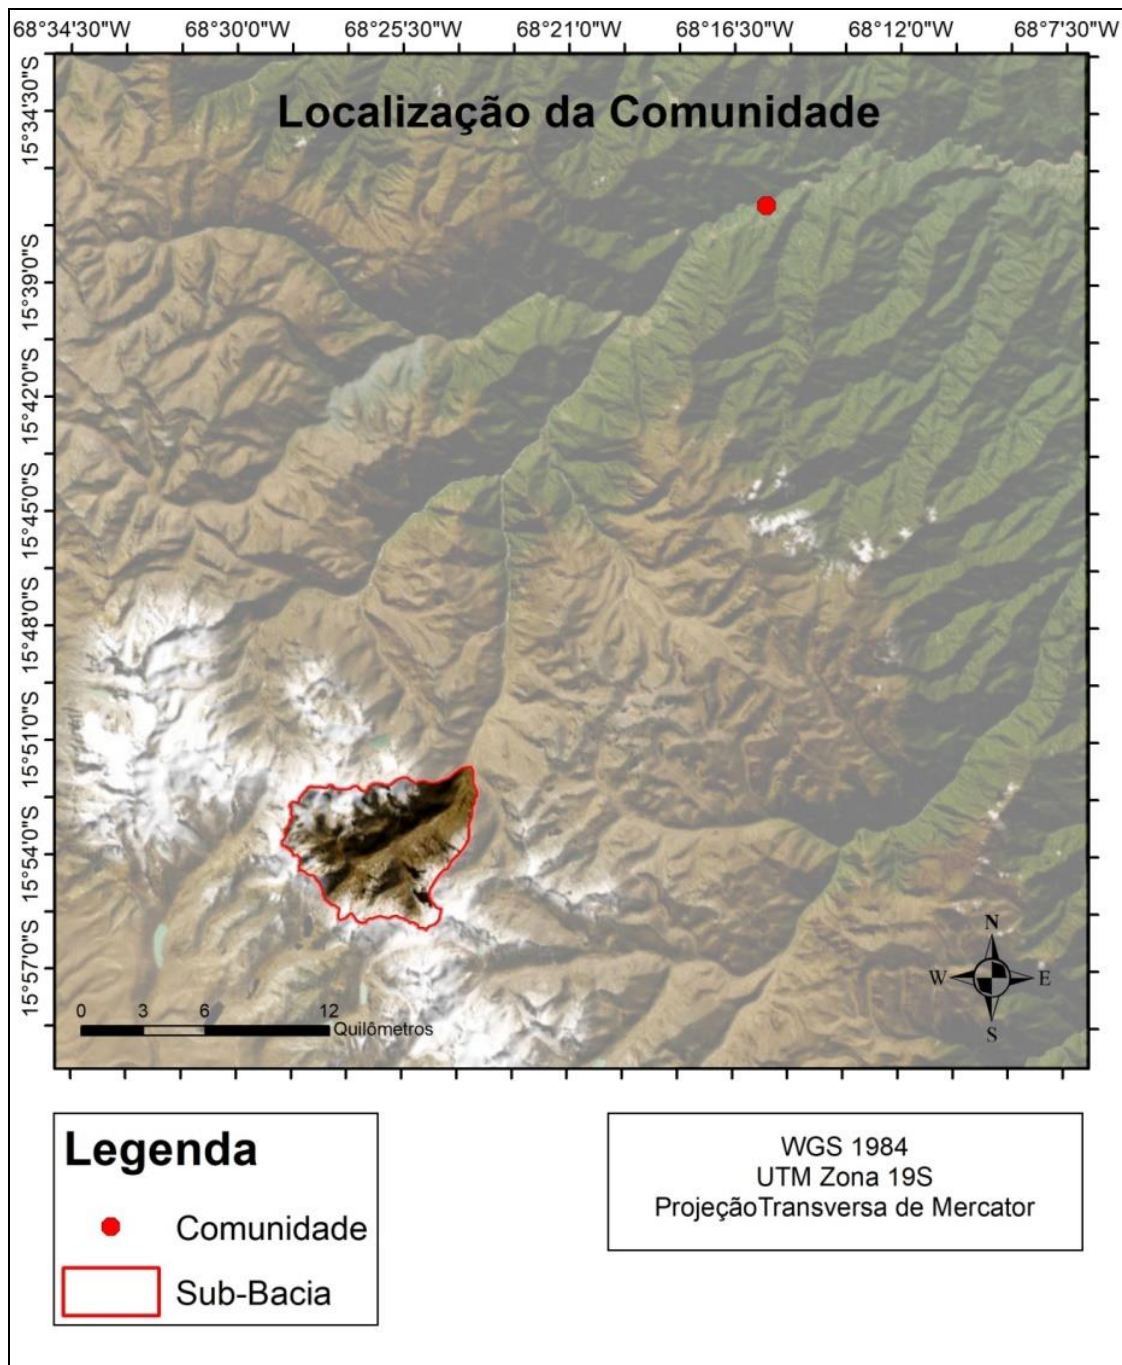 68°34'30"W 68°30'0"W 68°25'30"W 68°21'0"W 68°16'30"W 68°12'0"W 68°7'30"W
Localização da Comunidade
15°34'30"S
15°39'0"S
15°42'0"S
15°45'0"S
15°48'0"S
15°51'0"S
15°54'0"S
15°57'0"S
N
W E
S
0 3 6 12
Quilômetros
Legenda
Comunidade
Sub-Bacia
WGS 1984
UTM Zona 19S
ProjeçãoTransversa de Mercator